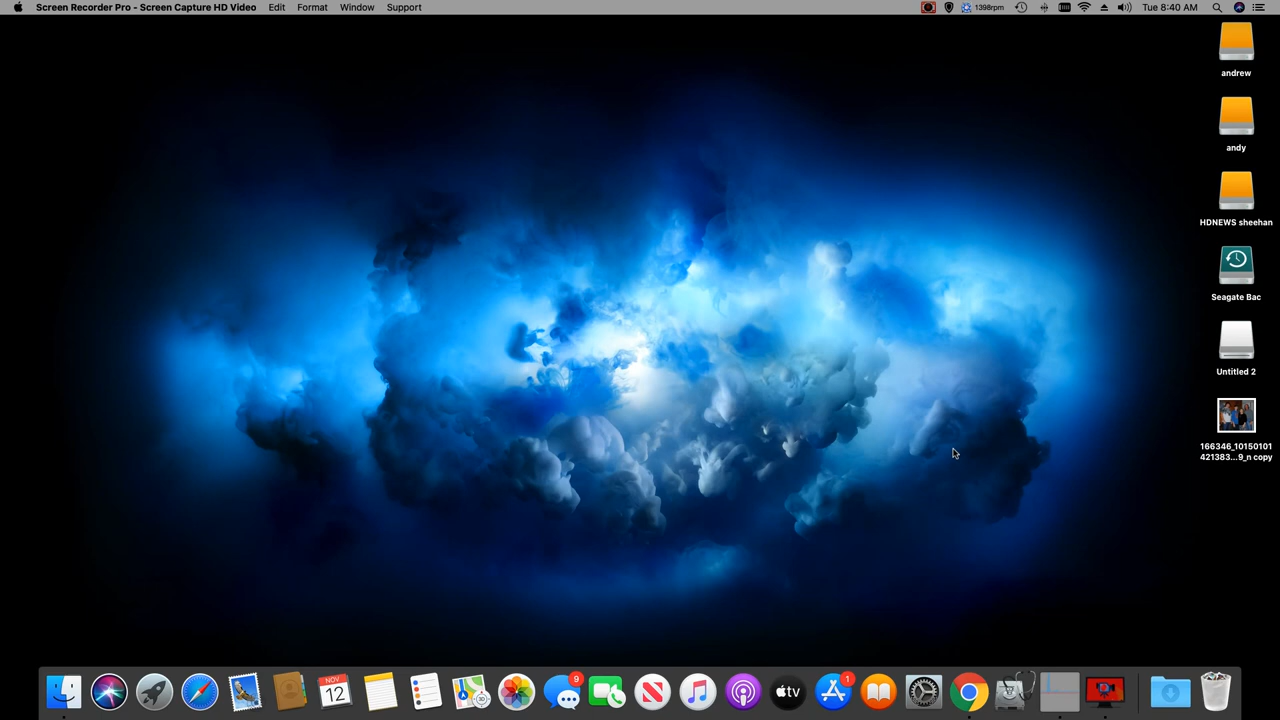 Screen Recorder Pro - Screen Capture HD Video Edit Format Window Support 1398rpm Tue 8:40 AM
andrew
andy
HDNEWS sheehan
Seagate Bac
Untitled 2
166346_10150101
421383...9_n copy
NOV
12
9
tv
1